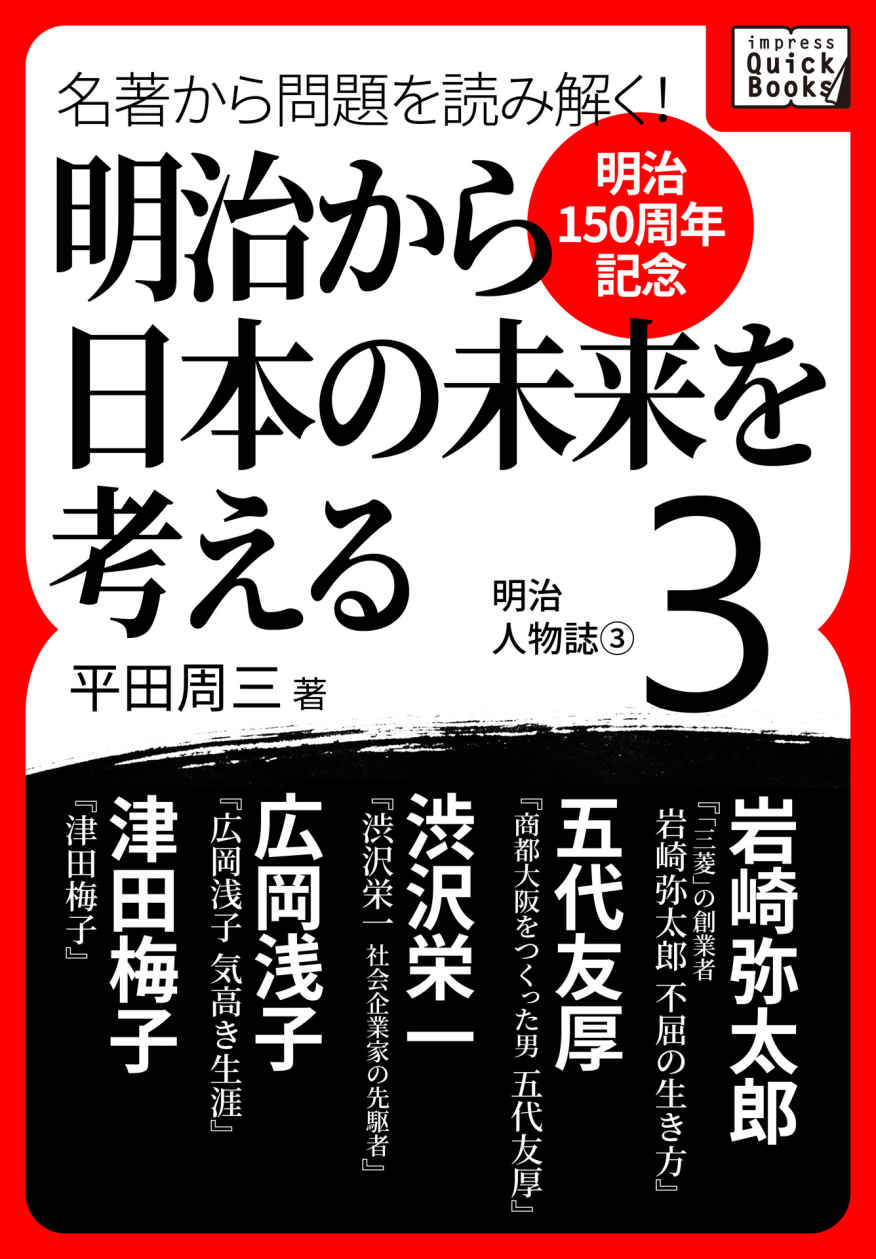 impress
Quick
Books
名著から問題を読み解く!
明治
150周年
記念
明治から
日本の未来を
考える
3
明治
人物誌③
平田周三 著
岩崎弥太郎
『「三菱」の創業者
岩崎弥太郎 不屈の生き方』
五代友厚
『商都大阪をつくった男 五代友厚』
渋沢栄一
『渋沢栄一 社会企業家の先駆者』
広岡浅子
『広岡浅子 気高き生涯』
津田梅子
『津田梅子』